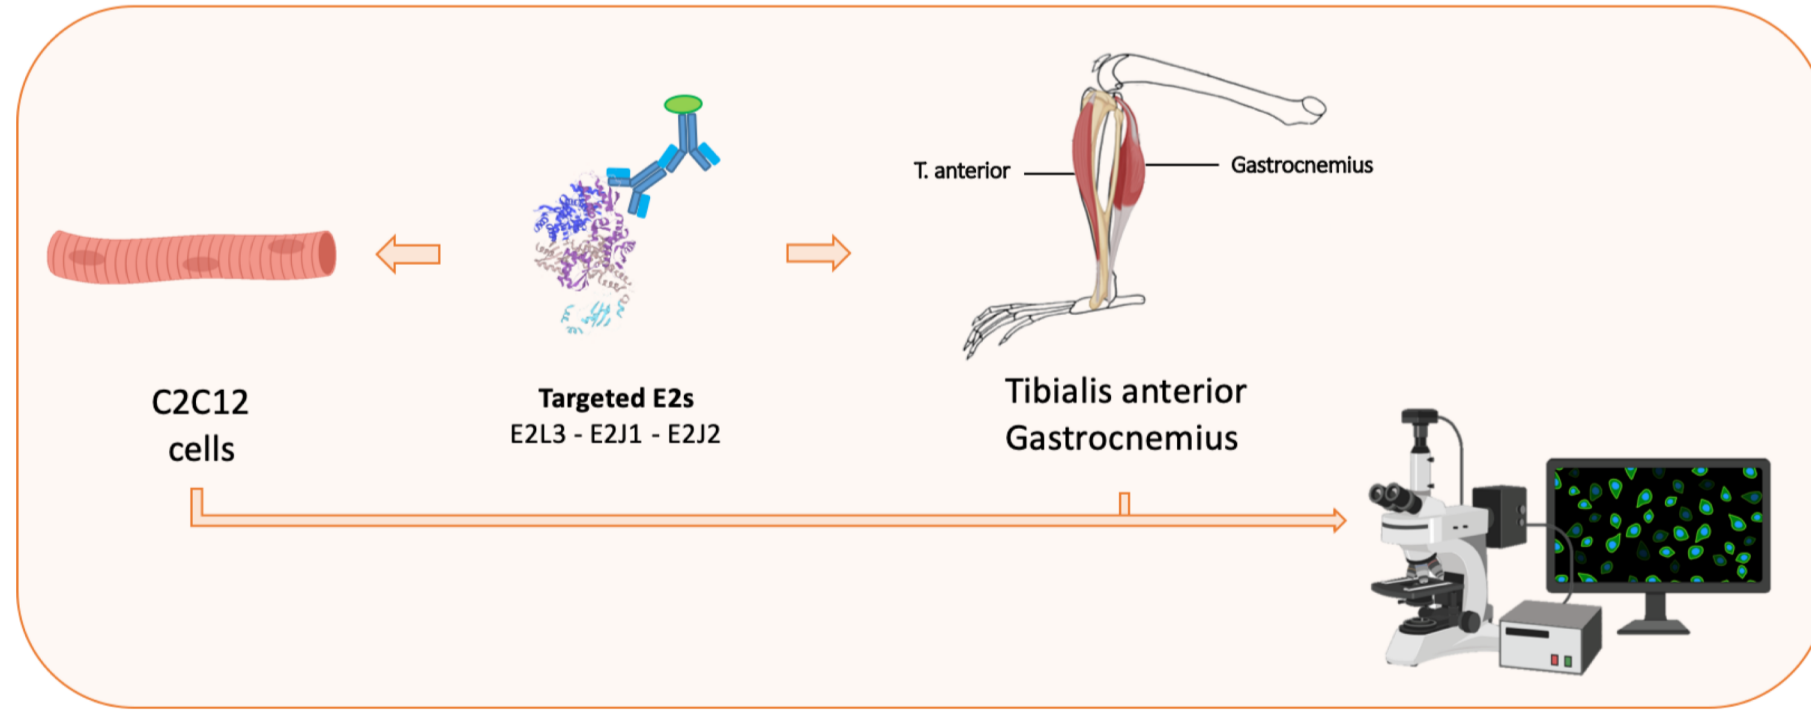 T. anterior
Gastrocnemius
C2C12
cells
Targeted E2s
E2L3 - E2J1 - E2J2
Tibialis anterior
Gastrocnemius